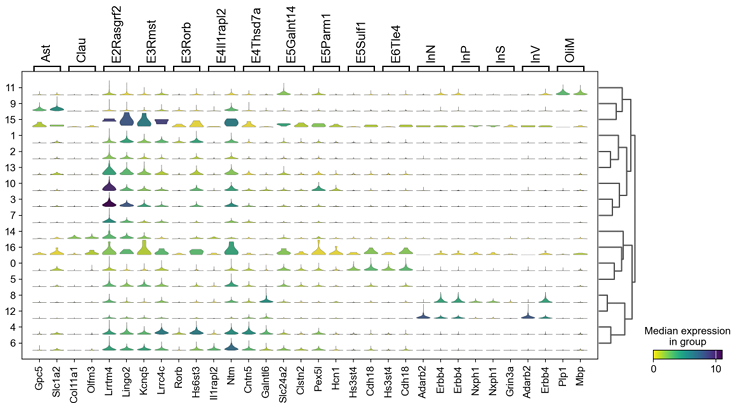 Ast
Clau
E2Rasgrf2
E3Rmst
E3Rorb
E4Il1rapl2
E4Thsd7a
E5Galnt14
E5Parm1
E5Sulf1
E6Tle4
InN
InP
InS
InV
OliM
11
9
15
1
2
13
10
3
7
14
16
0
5
8
12
4
6
Gpc5
Slc1a2
Col11a1
Olfm3
Lrrtm4
Lingo2
Kcnq5
Lrrc4c
Rorb
Hs6st3
Il1rapl2
Ntm
Cntn5
Galntl6
Slc24a2
Clstn2
Pex5l
Hcn1
Hs3st4
Cdh18
Hs3st4
Cdh18
Adarb2
Erbb4
Erbb4
Nxph1
Nxph1
Grin3a
Adarb2
Erbb4
Plp1
Mbp
Median expression
in group
0
10